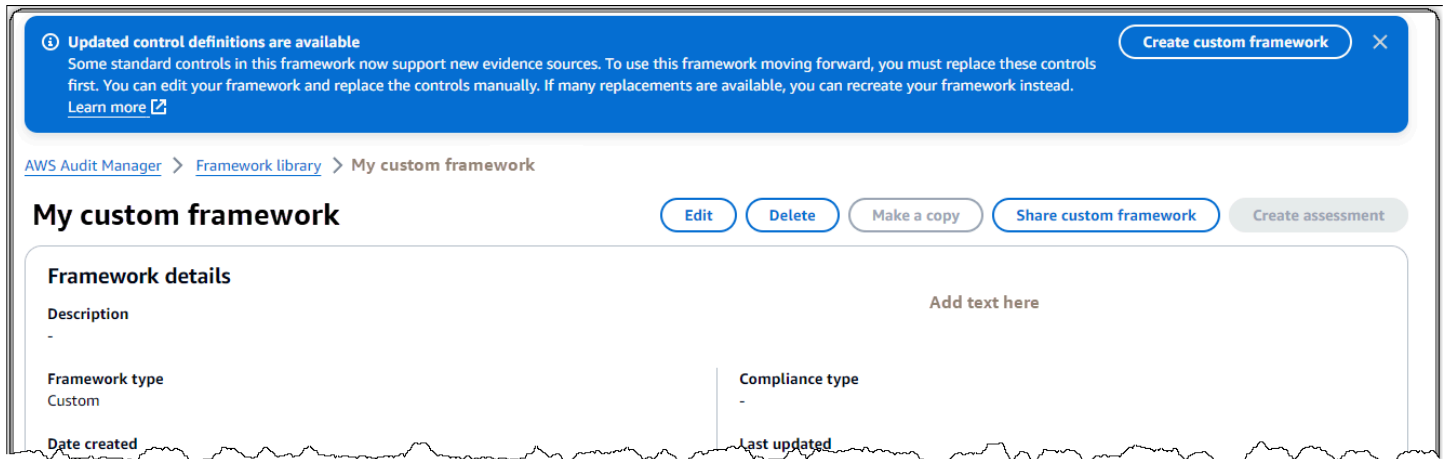 Updated control definitions are available
Create custom framework
Some standard controls in this framework now support new evidence sources. To use this framework moving forward, you must replace these controls
first. You can edit your framework and replace the controls manually. If many replacements are available, you can recreate your framework instead.
Learn more
AWS Audit Manager > Framework library > My custom framework
My custom framework
Edit
Delete
Make a copy
Share custom framework
Create assessment
Framework details
Add text here
Description
-
Framework type
Custom
Compliance type
-
Date created
Last updated